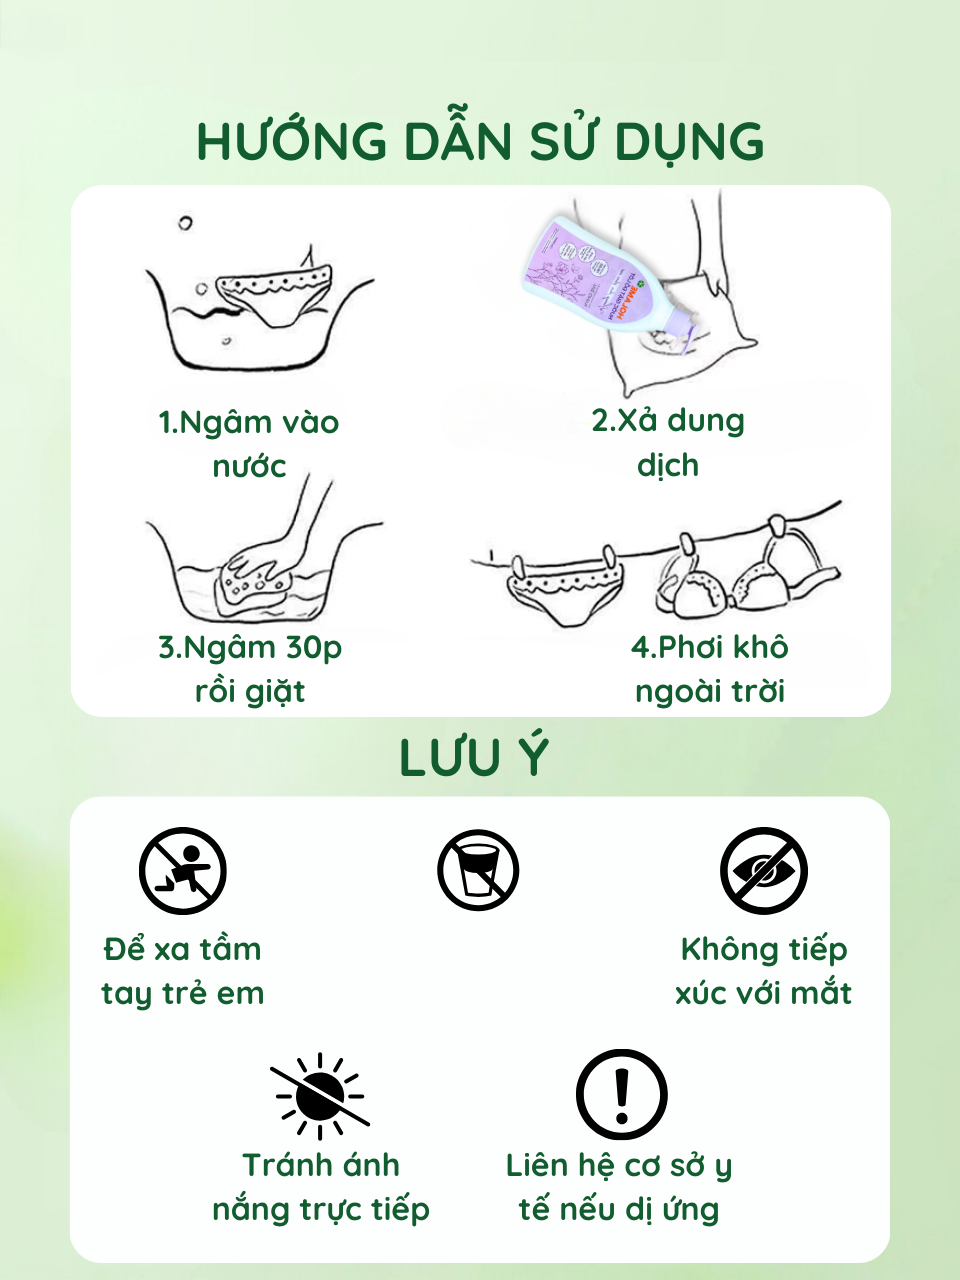 HƯỚNG DẪN SỬ DỤNG
1.Ngâm vào
nước
2.Xả dung
dịch
3.Ngâm 30p
rồi giặt
4.Phơi khô
ngoài trời
LƯU Ý
Để xa tầm
tay trẻ em
Không tiếp
xúc với mắt
Tránh ánh
nắng trực tiếp
Liên hệ cơ sở y
tế nếu dị ứng